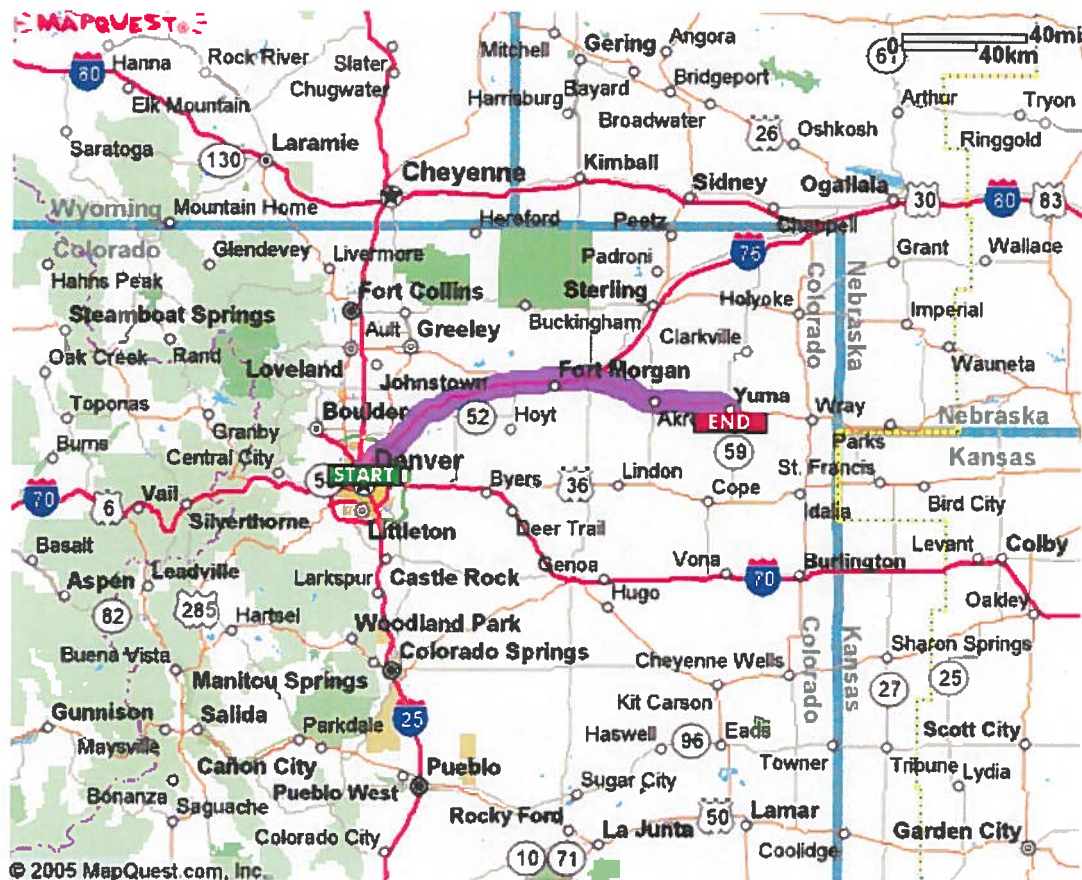 MAPQUEST
0 40mi
40km
61
Hanna
Rock River
Slater
Mitchell
Gering
Angora
80
Chugwater
Bayard
Bridgeport
Elk Mountain
Harrisburg
Arthur
Tryon
Broadwater
26
Oshkosh
Ringgold
Saratoga
130
Laramie
Cheyenne
Kimball
Sidney
Ogallala
30
80
83
Wyoming
Mountain Home
Hereford
Peetz
Chappell
Colorado
Glendevey
Livermore
76
Grant
Wallace
Hahns Peak
Padroni
Colorado
Nebraska
Fort Collins
Sterling
Holyoke
Steamboat Springs
Ault
Greeley
Buckingham
Imperial
Oak Creek
Rand
Clarkville
Loveland
Johnstown
Fort Morgan
Wauneta
Toponas
Boulder
52
Hoyt
Akr
Yuma
Wray
Nebraska
Burns
Granby
END
Parks
Central City
Denver
59
Kansas
70
6
Vail
5
START
Byers
36
Lindon
Cope
St. Francis
Bird City
Silverthorne
Littleton
Deer Trail
Idalia
Basalt
Genoa
Vona
Burlington
Levant
Colby
Aspen
Leadville
Larkspur
Castle Rock
70
Hugo
Oakley
82
285
Hartsel
Woodland Park
Colorado
Kansas
Buena Vista
Colorado Springs
Cheyenne Wells
Sharon Springs
Manitou Springs
Kit Carson
27
25
Gunnison
Salida
Parkdale
25
Haswell
96
Eads
Scott City
Maysville
Cañon City
Pueblo
Towner
Tribune
Lydia
Bonanza
Pueblo West
Sugar City
Saguache
Rocky Ford
50
Lamar
Colorado City
La Junta
Garden City
10
71
Coolidge
© 2005 MapQuest.com, Inc.